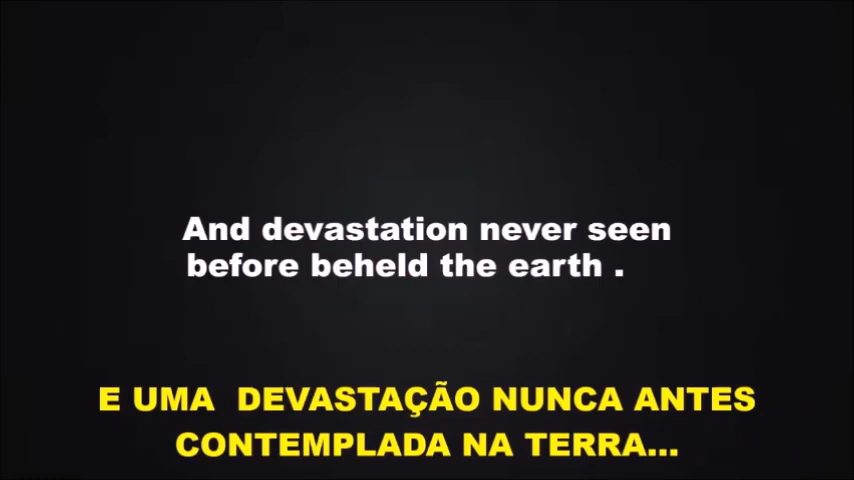 And devastation never seen
before beheld the earth .
E UMA  DEVASTAÇÃO NUNCA ANTES
CONTEMPLADA NA TERRA...